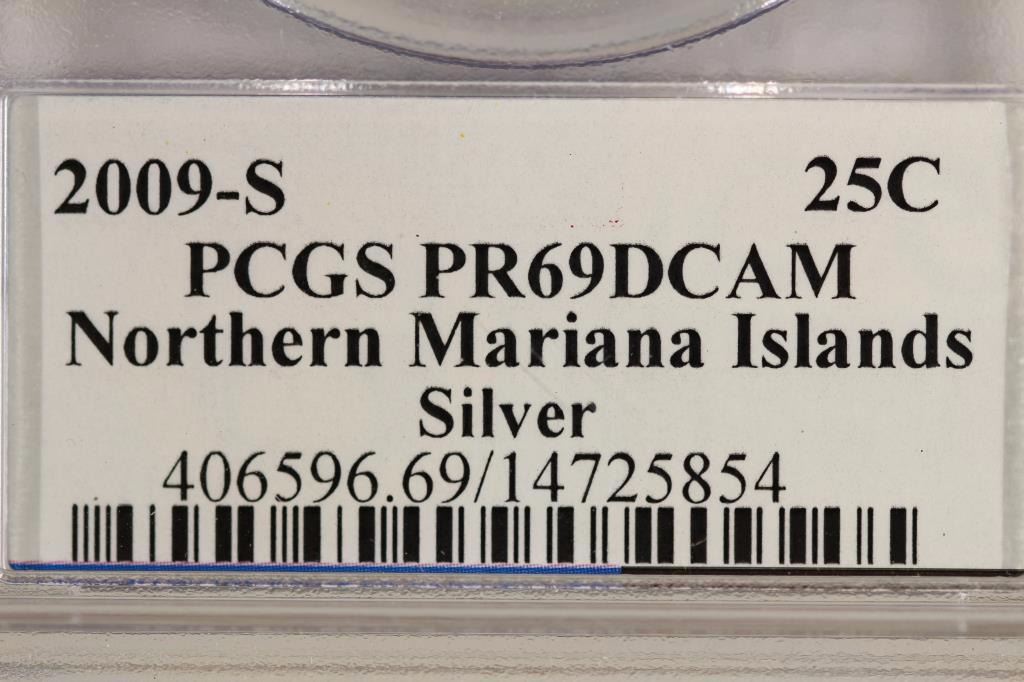 2009-S 25C
PCGS PR69DCAM
Northern Mariana Islands
Silver
406596.69/14725854